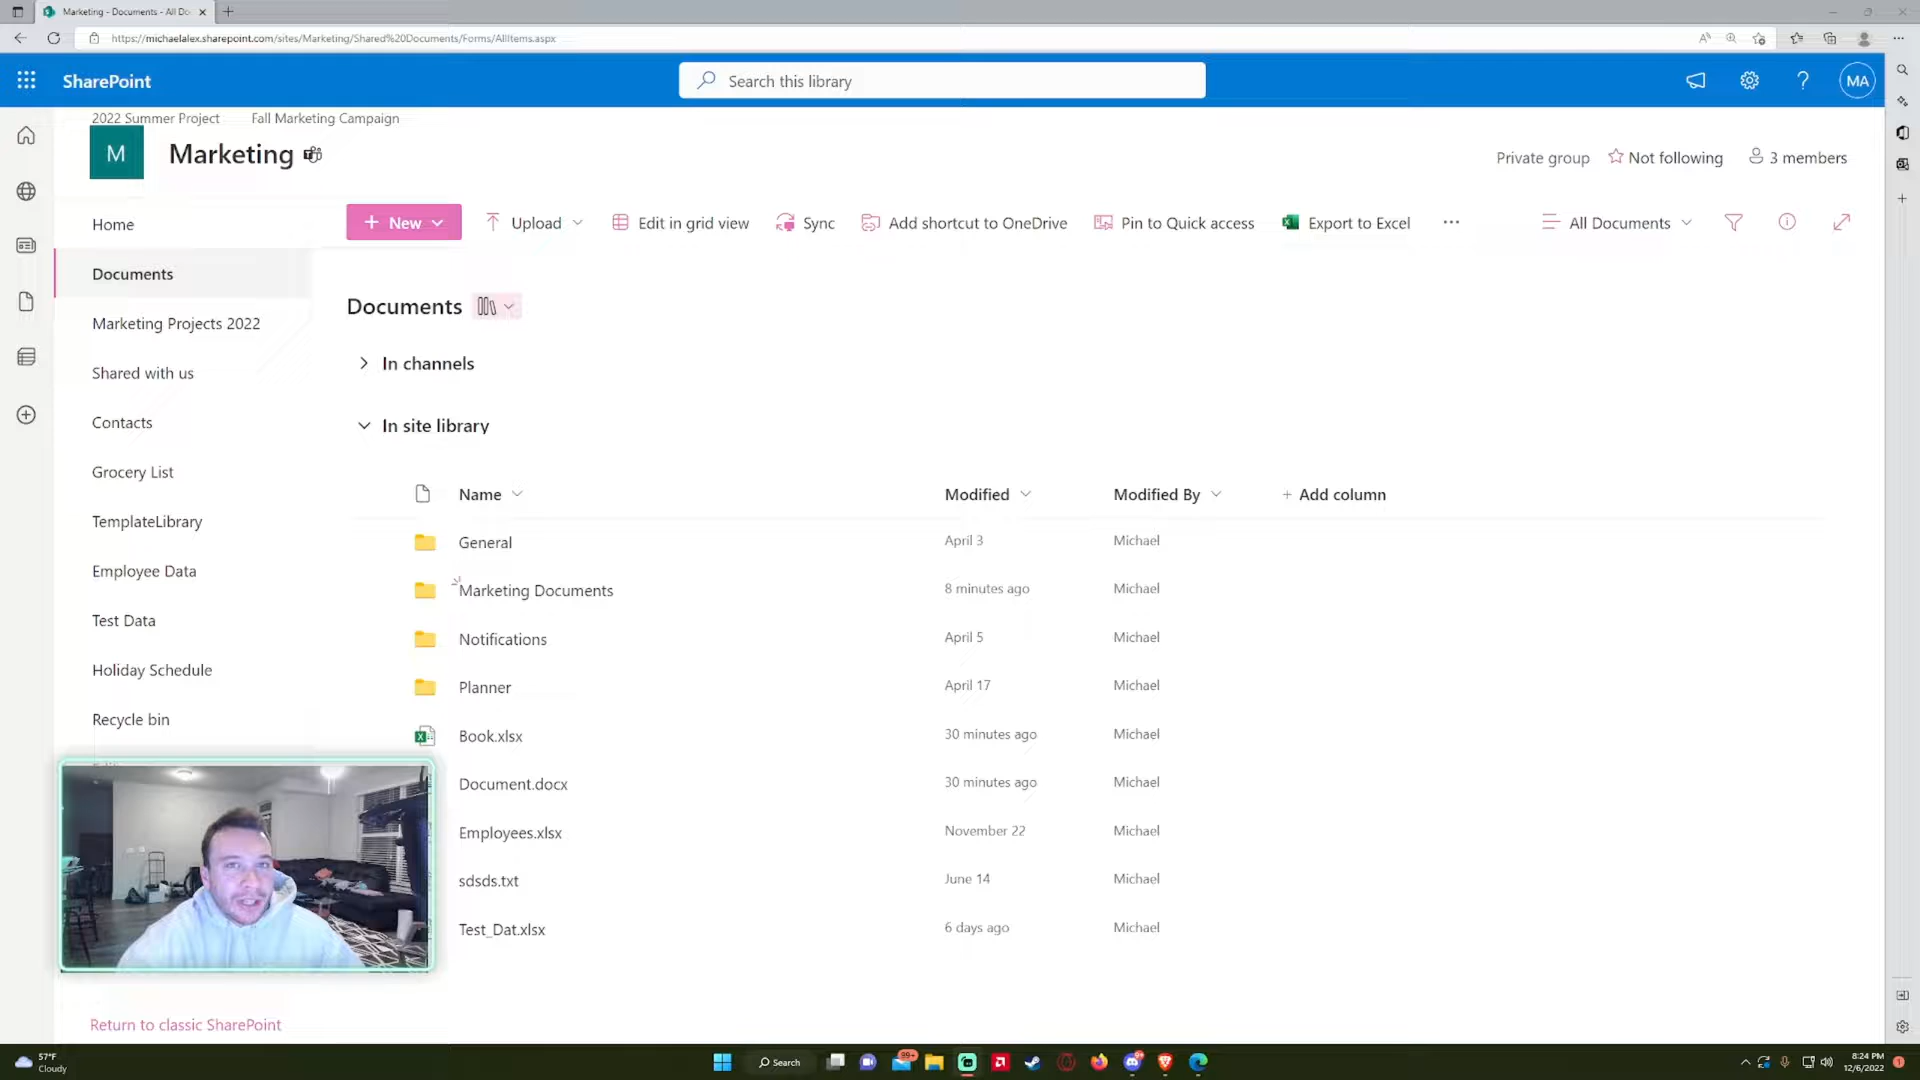 Marketing - Documents - All Do
https://michaelalex.sharepoint.com/sites/Marketing/Shared%20Documents/Forms/AllItems.aspx
SharePoint
Search this library
MA
2022 Summer Project Fall Marketing Campaign
M
Marketing
Private group Not following 3 members
Home
Documents
Marketing Projects 2022
Shared with us
Contacts
Grocery List
TemplateLibrary
Employee Data
Test Data
Holiday Schedule
Recycle bin
Return to classic SharePoint
+ New Upload Edit in grid view Sync Add shortcut to OneDrive Pin to Quick access Export to Excel ... All Documents
Documents
In channels
In site library
Name Modified Modified By + Add column
General April 3 Michael
Marketing Documents 8 minutes ago Michael
Notifications April 5 Michael
Planner April 17 Michael
Book.xlsx 30 minutes ago Michael
Document.docx 30 minutes ago Michael
Employees.xlsx November 22 Michael
sdsds.txt June 14 Michael
Test_Dat.xlsx 6 days ago Michael
57°F
Cloudy
Search
99+
8:24 PM
12/6/2022
1